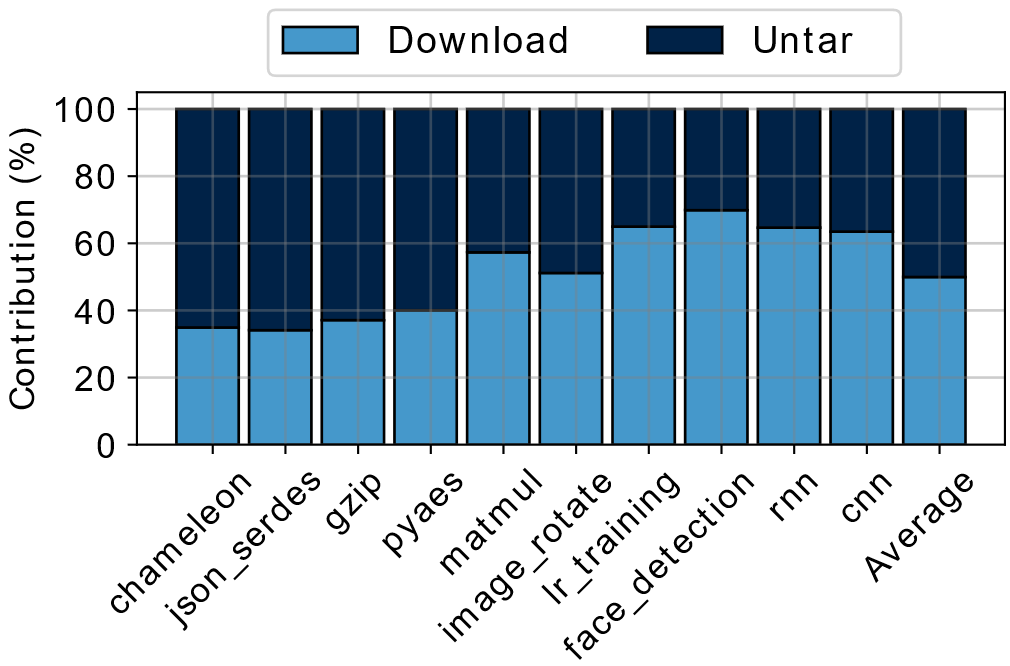 Download Untar
Contribution (%)
100
80
60
40
20
0
chameleon
json_serdes
gzip
pyaes
matmul
image_rotate
lr_training
face_detection
rnn
cnn
Average